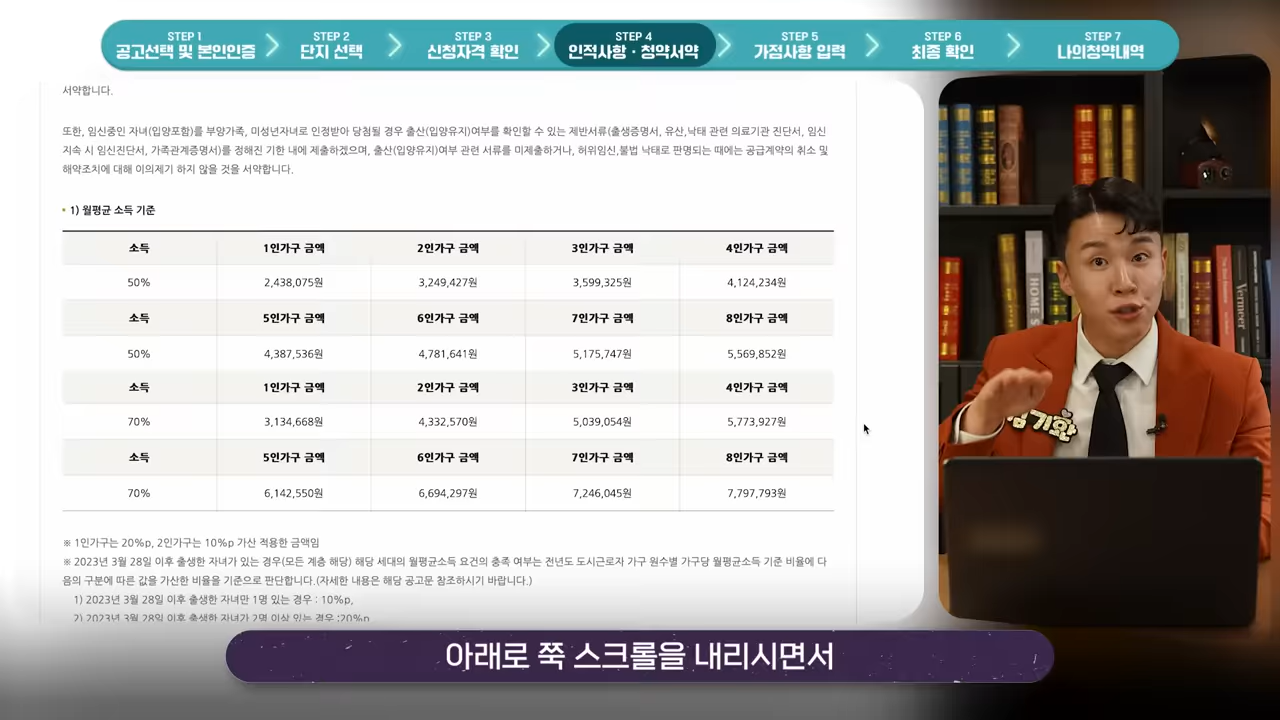 STEP 1
공고선택 및 본인인증
STEP 2
단지 선택
STEP 3
신청자격 확인
STEP 4
인적사항 · 청약서약
STEP 5
가점사항 입력
STEP 6
최종 확인
STEP 7
나의청약내역
서약합니다.
또한, 임신중인 자녀(입양포함)를 부양가족, 미성년자녀로 인정받아 당첨될 경우 출산(입양유지)여부를 확인할 수 있는 제반서류(출생증명서, 유산,낙태 관련 의료기관 진단서, 임신
지속 시 임신진단서, 가족관계증명서)를 정해진 기한 내에 제출하겠으며, 출산(입양유지)여부 관련 서류를 미제출하거나, 허위임신,불법 낙태로 판명되는 때에는 공급계약의 취소 및
해약조치에 대해 이의제기 하지 않을 것을 서약합니다.
• 1) 월평균 소득 기준
소득 1인가구 금액 2인가구 금액 3인가구 금액 4인가구 금액
50% 2,438,075원 3,249,427원 3,599,325원 4,124,234원
소득 5인가구 금액 6인가구 금액 7인가구 금액 8인가구 금액
50% 4,387,536원 4,781,641원 5,175,747원 5,569,852원
소득 1인가구 금액 2인가구 금액 3인가구 금액 4인가구 금액
70% 3,134,668원 4,332,570원 5,039,054원 5,773,927원
소득 5인가구 금액 6인가구 금액 7인가구 금액 8인가구 금액
70% 6,142,550원 6,694,297원 7,246,045원 7,797,793원
※ 1인가구는 20%p, 2인가구는 10%p 가산 적용한 금액임
※ 2023년 3월 28일 이후 출생한 자녀가 있는 경우(모든 계층 해당) 해당 세대의 월평균소득 요건의 충족 여부는 전년도 도시근로자 가구 원수별 가구당 월평균소득 기준 비율에 다
음의 구분에 따른 값을 가산한 비율을 기준으로 판단합니다.(자세한 내용은 해당 공고문 참조하시기 바랍니다.)
1) 2023년 3월 28일 이후 출생한 자녀만 1명 있는 경우 : 10%p,
2) 2023년 3월 28일 이후 출생한 자녀가 2명 이상 있는 경우 :20%p
HOME
Vermeer
기환
아래로 쭉 스크롤을 내리시면서